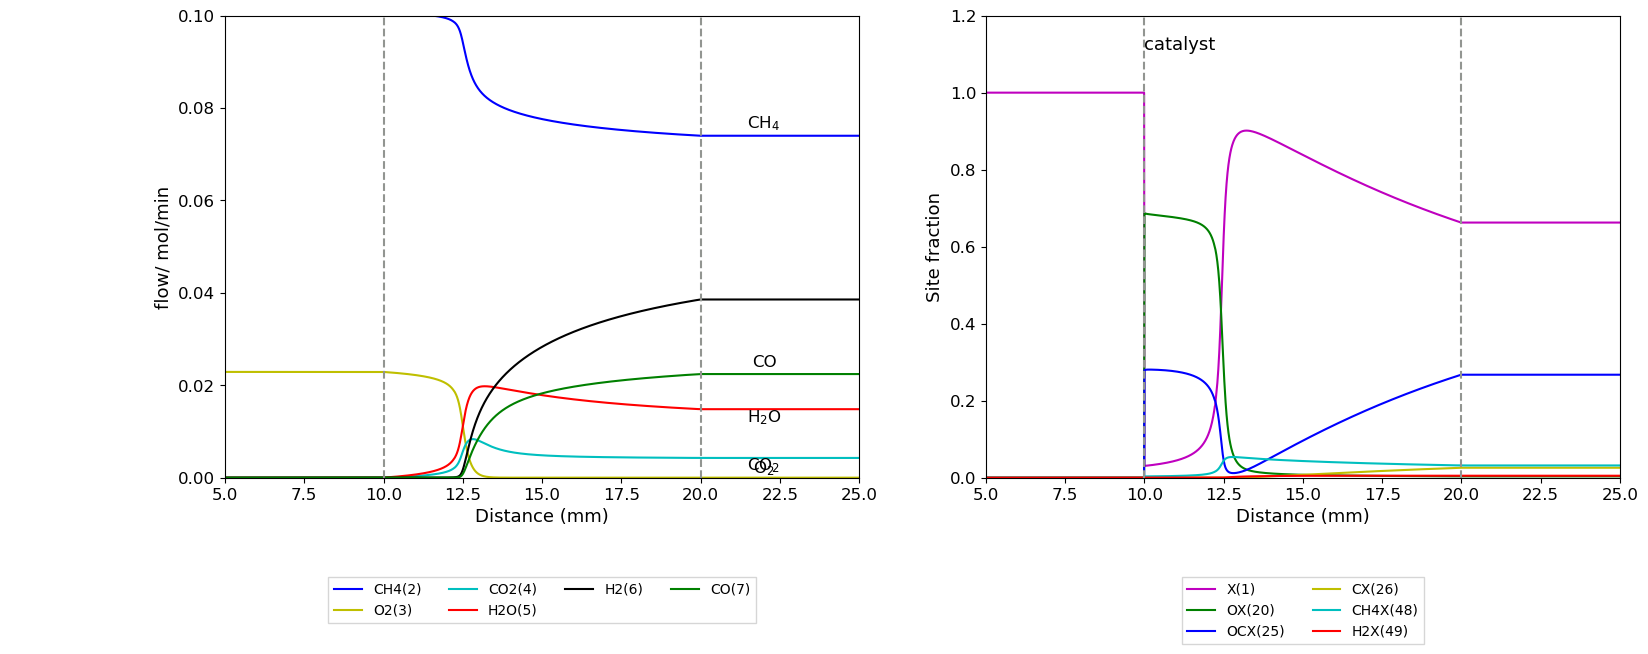 0.10
0.08
0.06
0.04
0.02
0.00
flow/ mol/min
CH₄
CO
H₂O
CO₂
O₂
5.0 7.5 10.0 12.5 15.0 17.5 20.0 22.5 25.0
Distance (mm)
CH4(2) CO2(4) H2(6) CO(7)
O2(3) H2O(5)
1.2
1.0
0.8
0.6
0.4
0.2
0.0
Site fraction
catalyst
5.0 7.5 10.0 12.5 15.0 17.5 20.0 22.5 25.0
Distance (mm)
X(1) CX(26)
OX(20) CH4X(48)
OCX(25) H2X(49)